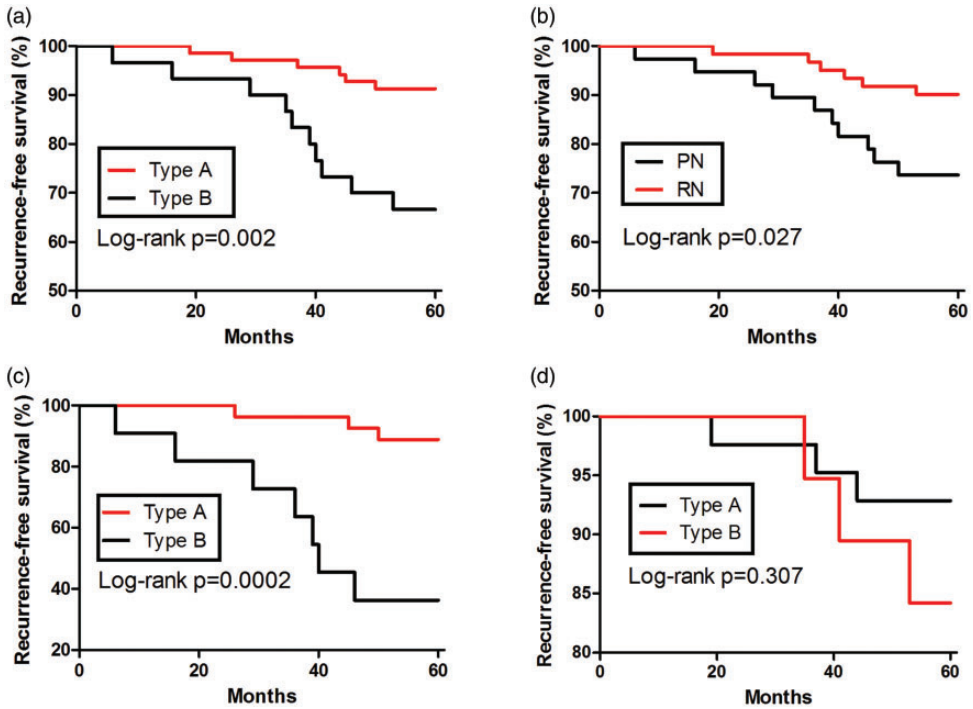 (a)
Recurrence-free survival (%)
100
90
80
70
60
50
Type A
Type B
Log-rank p=0.002
0
20
40
60
Months
(b)
Recurrence-free survival (%)
100
90
80
70
60
50
PN
RN
Log-rank p=0.027
0
20
40
60
Months
(c)
Recurrence-free survival (%)
100
80
60
40
20
Type A
Type B
Log-rank p=0.0002
0
20
40
60
Months
(d)
Recurrence-free survival (%)
100
95
90
85
80
Type A
Type B
Log-rank p=0.307
0
20
40
60
Months